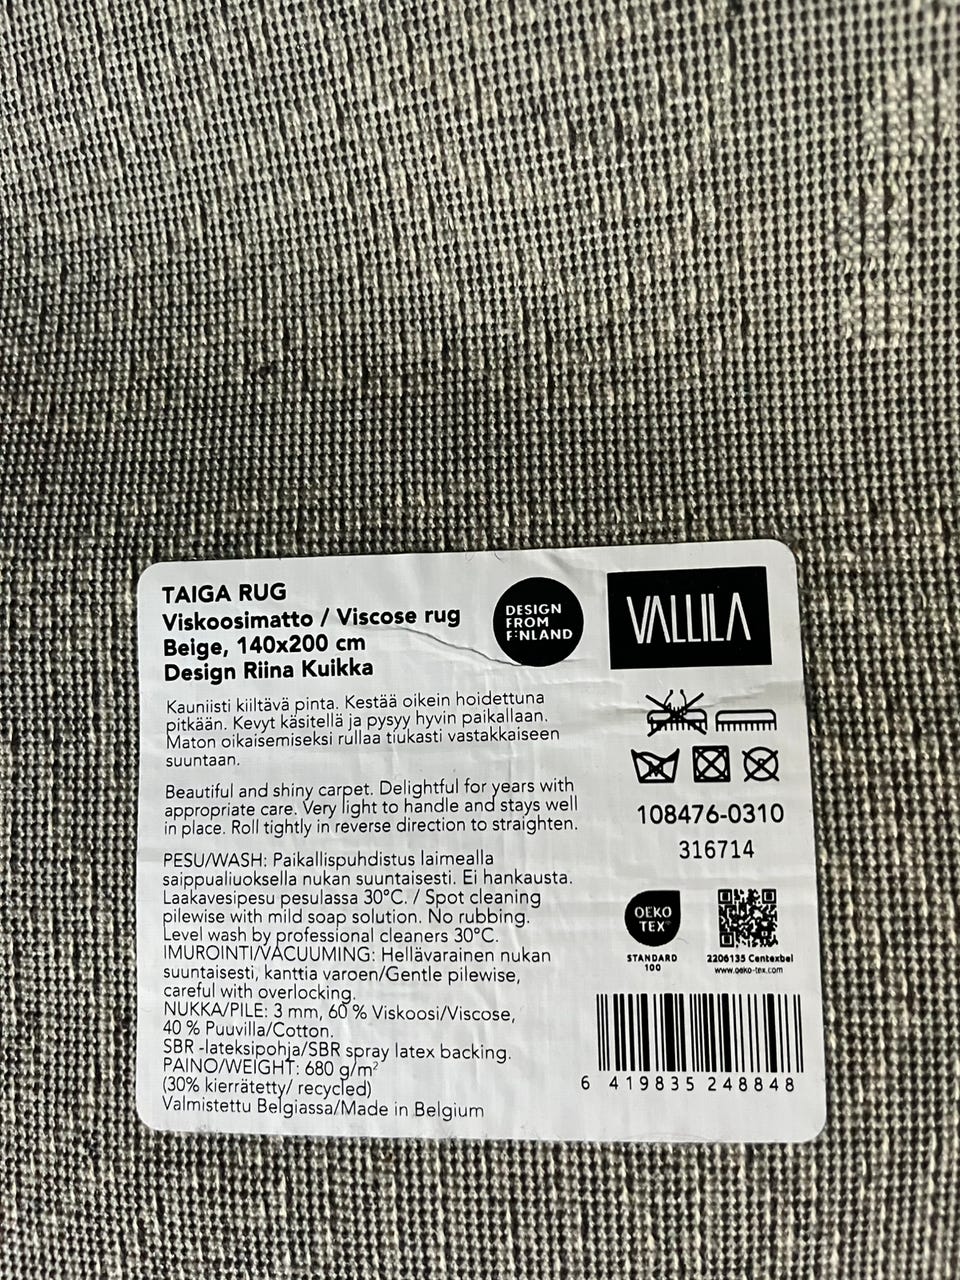 TAIGA RUG
Viskoosimatto / Viscose rug
Beige, 140x200 cm
Design Riina Kuikka
DESIGN
FROM
FINLAND
VALLILA
Kauniisti kiiltävä pinta. Kestää oikein hoidettuna
pitkään. Kevyt käsitellä ja pysyy hyvin paikallaan.
Maton oikaisemiseksi rullaa tiukasti vastakkaiseen
suuntaan.
Beautiful and shiny carpet. Delightful for years with
appropriate care. Very light to handle and stays well
in place. Roll tightly in reverse direction to straighten.
PESU/WASH: Paikallispuhdistus laimealla
saippualiuoksella nukan suuntaisesti. Ei hankausta.
Laakavesipesu pesulassa 30°C. / Spot cleaning
pilewise with mild soap solution. No rubbing.
Level wash by professional cleaners 30°C.
IMUROINTI/VACUUMING: Hellävarainen nukan
suuntaisesti, kanttia varoen/Gentle pilewise,
careful with overlocking.
NUKKA/PILE: 3 mm, 60 % Viskoosi/Viscose,
40 % Puuvilla/Cotton.
SBR -lateksipohja/SBR spray latex backing.
PAINO/WEIGHT: 680 g/m²
(30% kierrätetty/ recycled)
Valmistettu Belgiassa/Made in Belgium
108476-0310
316714
OEKO
TEX®
STANDARD
100
2206135 Centexbel
www.oeko-tex.com
6 419835 248848